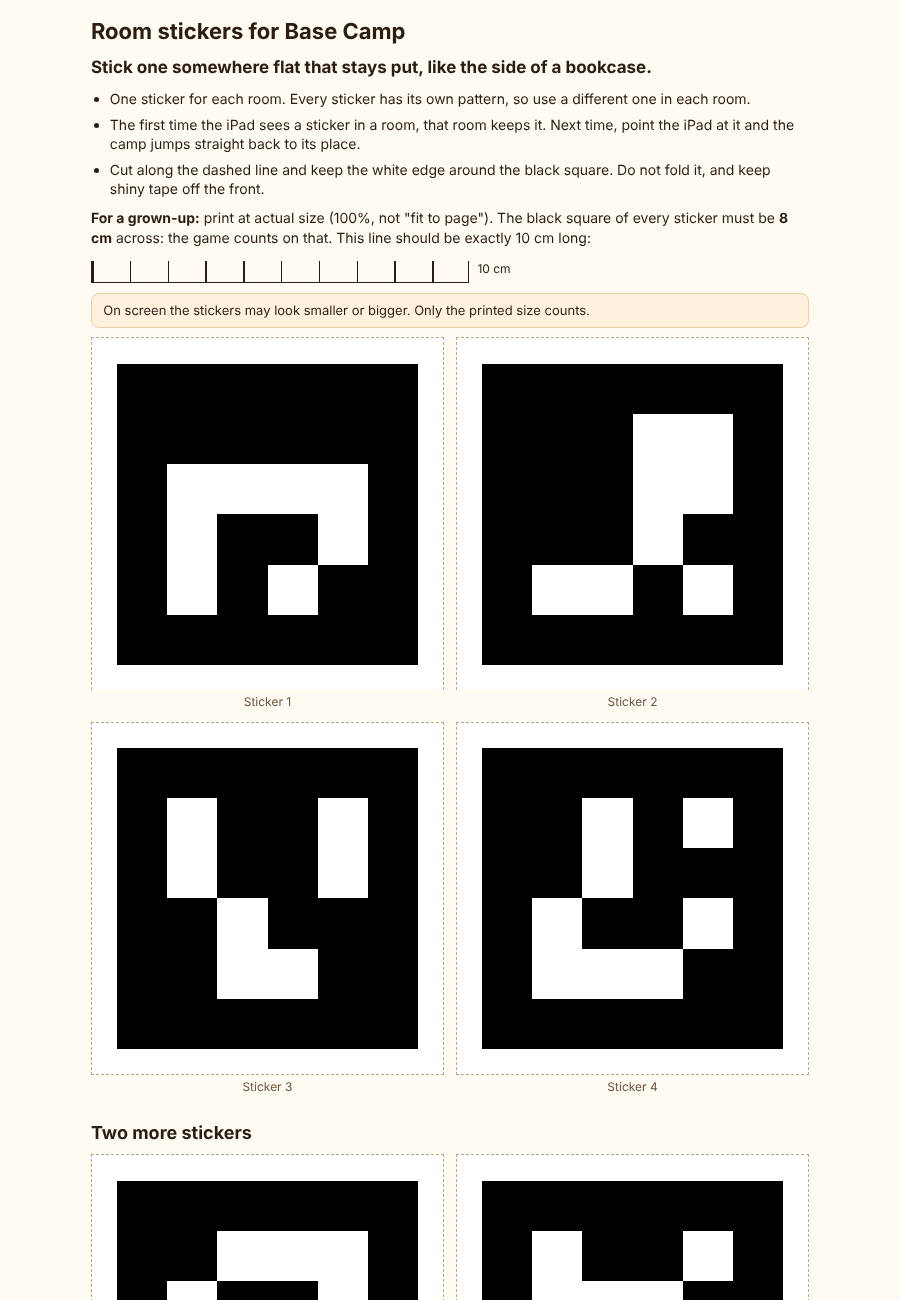 Room stickers for Base Camp
Stick one somewhere flat that stays put, like the side of a bookcase.
One sticker for each room. Every sticker has its own pattern, so use a different one in each room.
The first time the iPad sees a sticker in a room, that room keeps it. Next time, point the iPad at it and the
camp jumps straight back to its place.
Cut along the dashed line and keep the white edge around the black square. Do not fold it, and keep
shiny tape off the front.
For a grown-up: print at actual size (100%, not "fit to page"). The black square of every sticker must be 8
cm across: the game counts on that. This line should be exactly 10 cm long:
10 cm
On screen the stickers may look smaller or bigger. Only the printed size counts.
Sticker 1
Sticker 2
Sticker 3
Sticker 4
Two more stickers